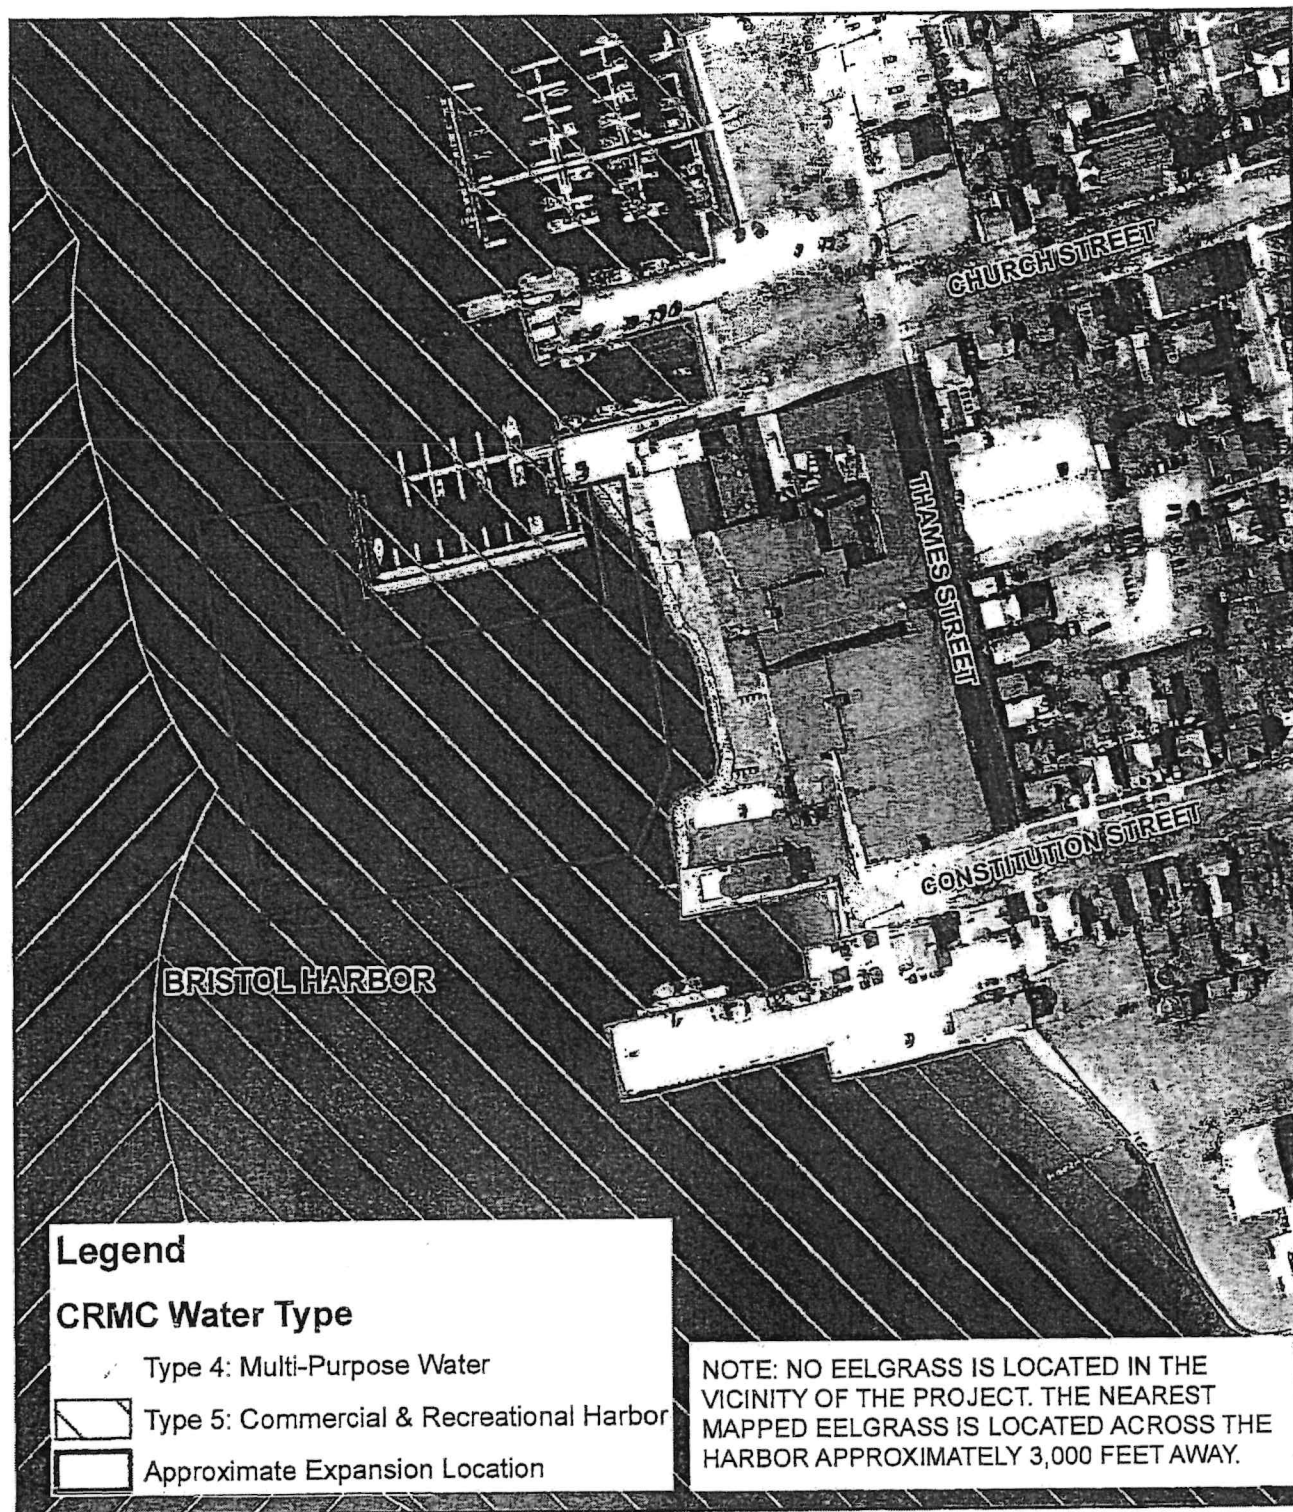 CHURCH STREET
THAMES STREET
CONSTITUTION STREET
BRISTOL HARBOR
Legend
CRMC Water Type
Type 4: Multi-Purpose Water
Type 5: Commercial & Recreational Harbor
Approximate Expansion Location
NOTE: NO EELGRASS IS LOCATED IN THE
VICINITY OF THE PROJECT. THE NEAREST
MAPPED EELGRASS IS LOCATED ACROSS THE
HARBOR APPROXIMATELY 3,000 FEET AWAY.